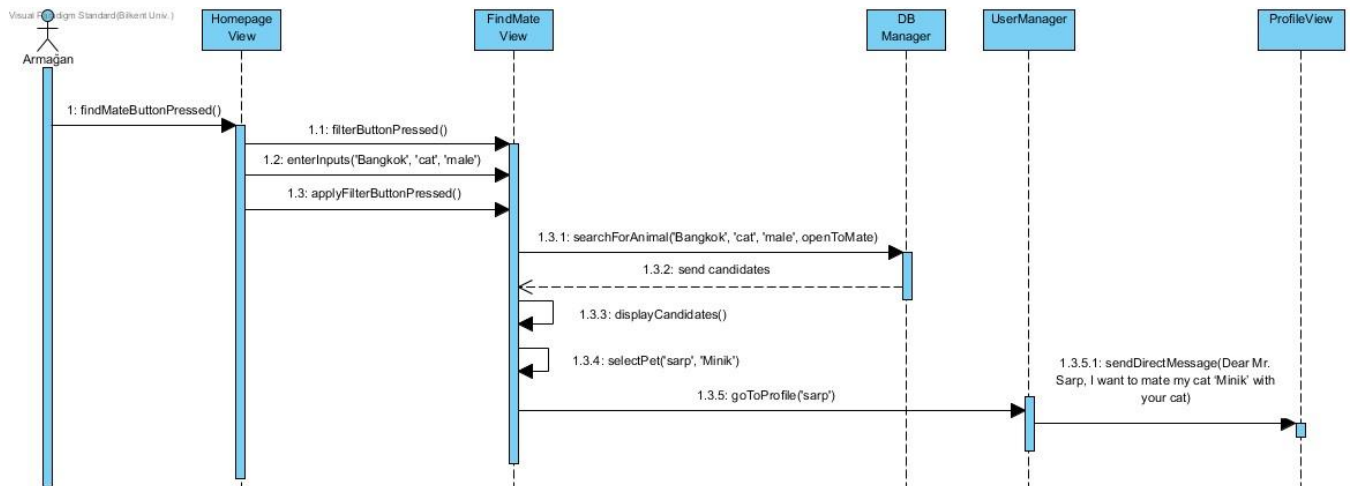 Visual Paradigm Standard(Bilkent Univ.)
Armağan
Homepage
View
FindMate
View
DB
Manager
UserManager
ProfileView
1: findMateButtonPressed()
1.1: filterButtonPressed()
1.2: enterInputs('Bangkok', 'cat', 'male')
1.3: applyFilterButtonPressed()
1.3.1: searchForAnimal('Bangkok', 'cat', 'male', openToMate)
1.3.2: send candidates
1.3.3: displayCandidates()
1.3.4: selectPet('sarp', 'Minik')
1.3.5: goToProfile('sarp')
1.3.5.1: sendDirectMessage(Dear Mr.
Sarp, I want to mate my cat ‘Minik’ with
your cat)